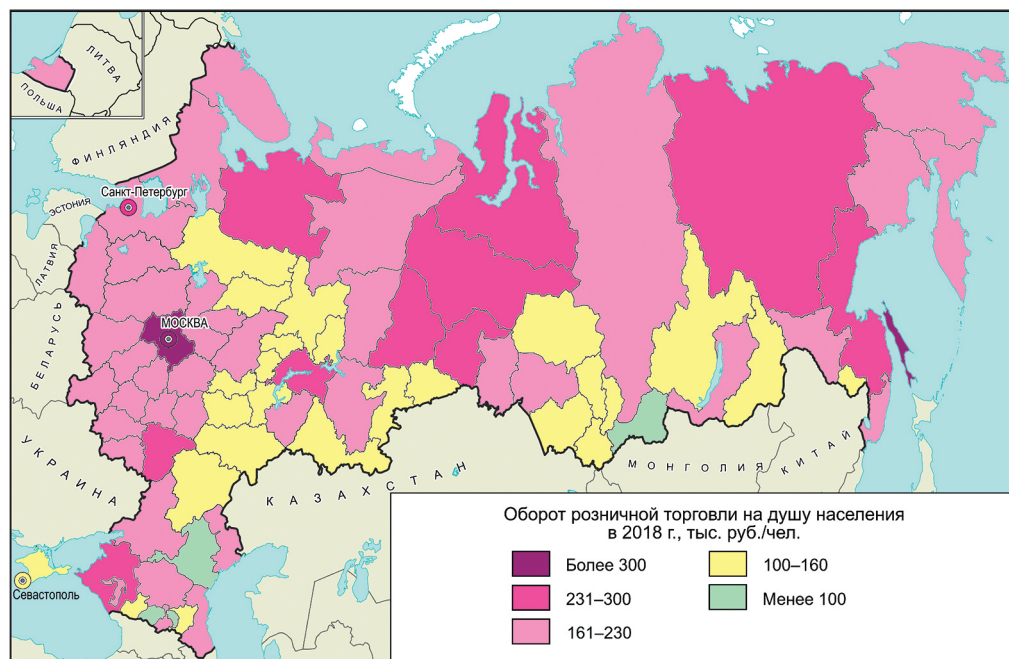 ЛИТВА
ПОЛЬША
ФИНЛЯНДИЯ
Санкт-Петербург
ЭСТОНИЯ
ЛАТВИЯ
БЕЛАРУСЬ
МОСКВА
УКРАИНА
КАЗАХСТАН
МОНГОЛИЯ
КИТАЙ
Севастополь
Оборот розничной торговли на душу населения
в 2018 г., тыс. руб./чел.
Более 300
231–300
161–230
100–160
Менее 100